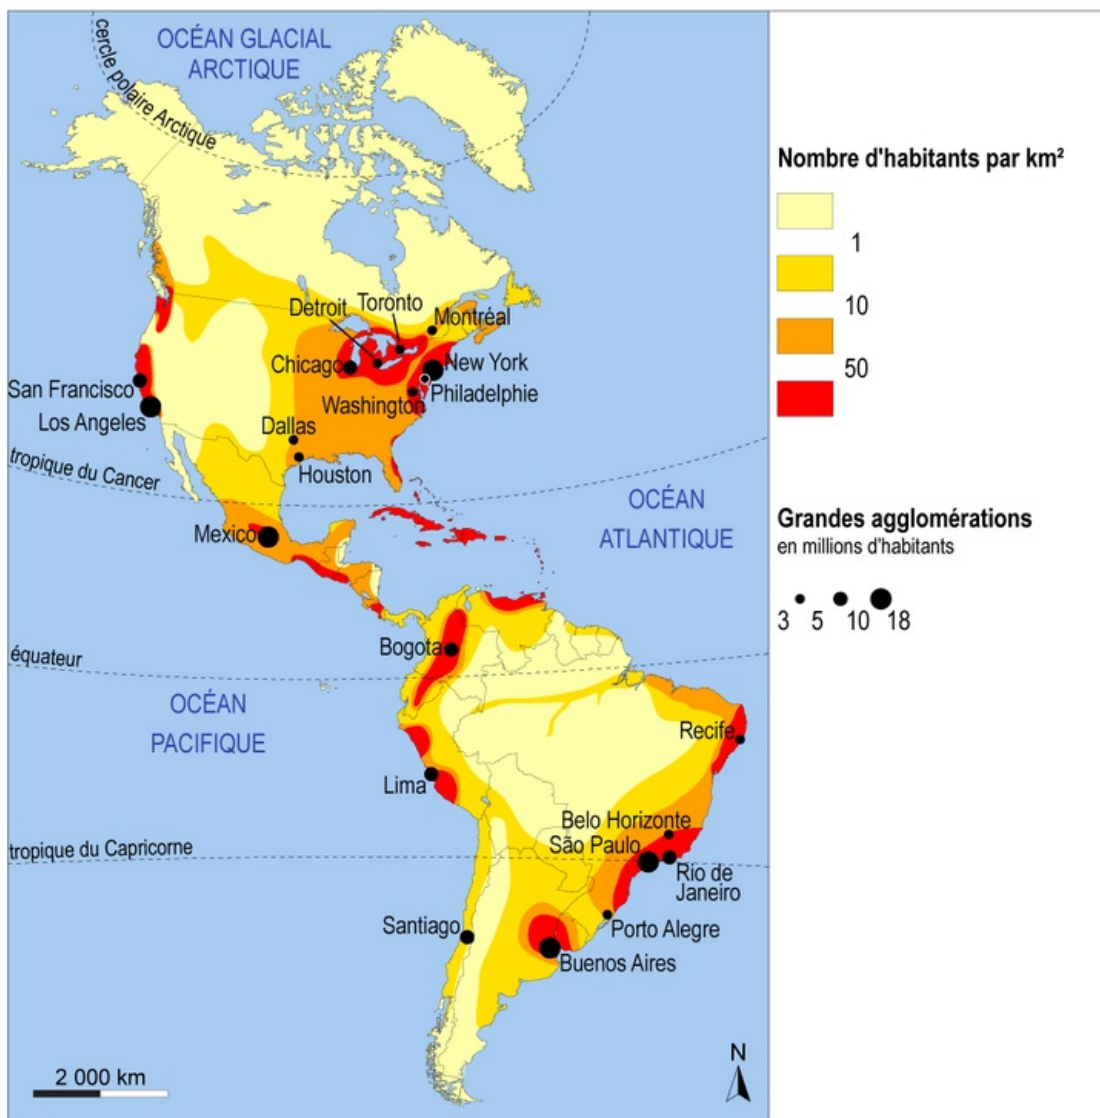 OCÉAN GLACIAL
ARCTIQUE
cercle polaire Arctique
Nombre d'habitants par km²
1
10
50
Toronto
Detroit
Montréal
Chicago
New York
San Francisco
Philadelphie
Washington
Los Angeles
Dallas
Houston
tropique du Cancer
OCÉAN
ATLANTIQUE
Grandes agglomérations
en millions d'habitants
3 5 10 18
Mexico
Bogota
équateur
OCÉAN
PACIFIQUE
Recife
Lima
Belo Horizonte
São Paulo
tropique du Capricorne
Rio de
Janeiro
Santiago
Porto Alegre
Buenos Aires
2 000 km
N